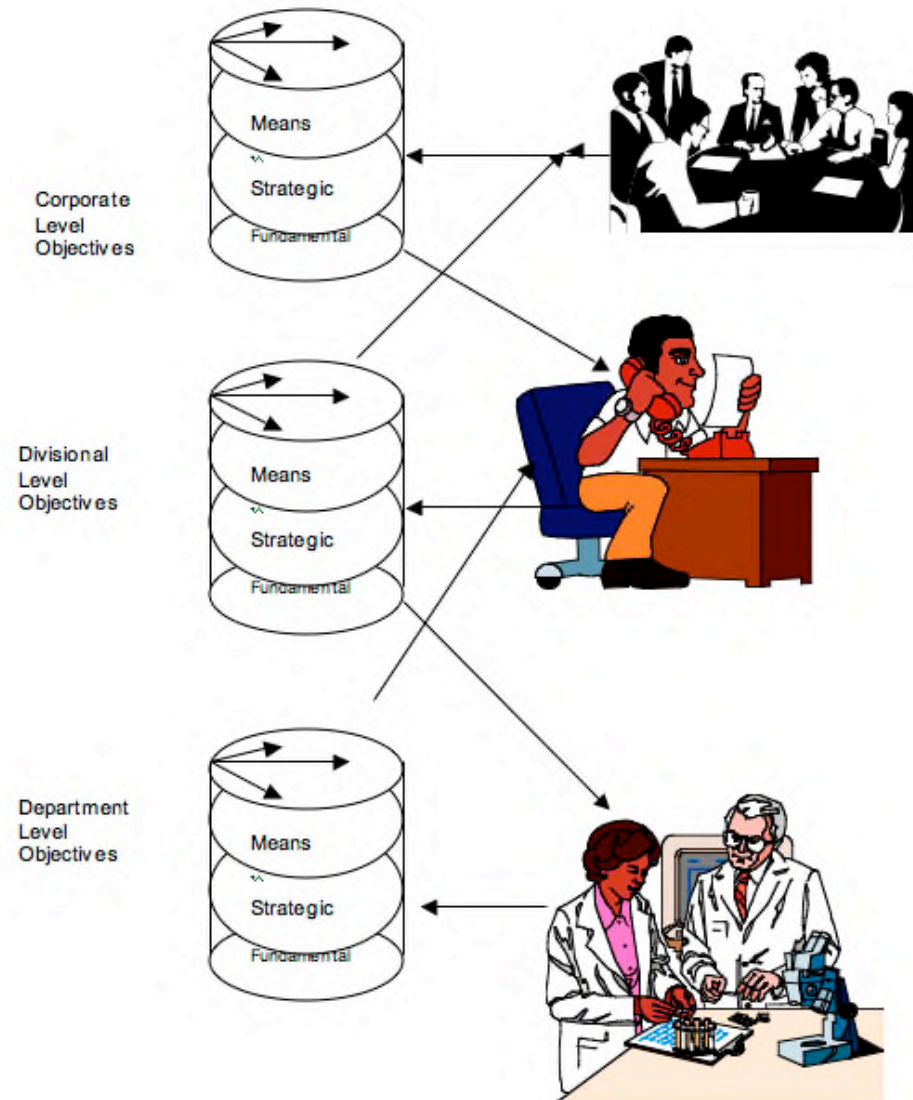 Corporate
Level
Objectives
Means
Strategic
Fundamental
Divisional
Level
Objectives
Means
Strategic
Fundamental
Department
Level
Objectives
Means
Strategic
Fundamental